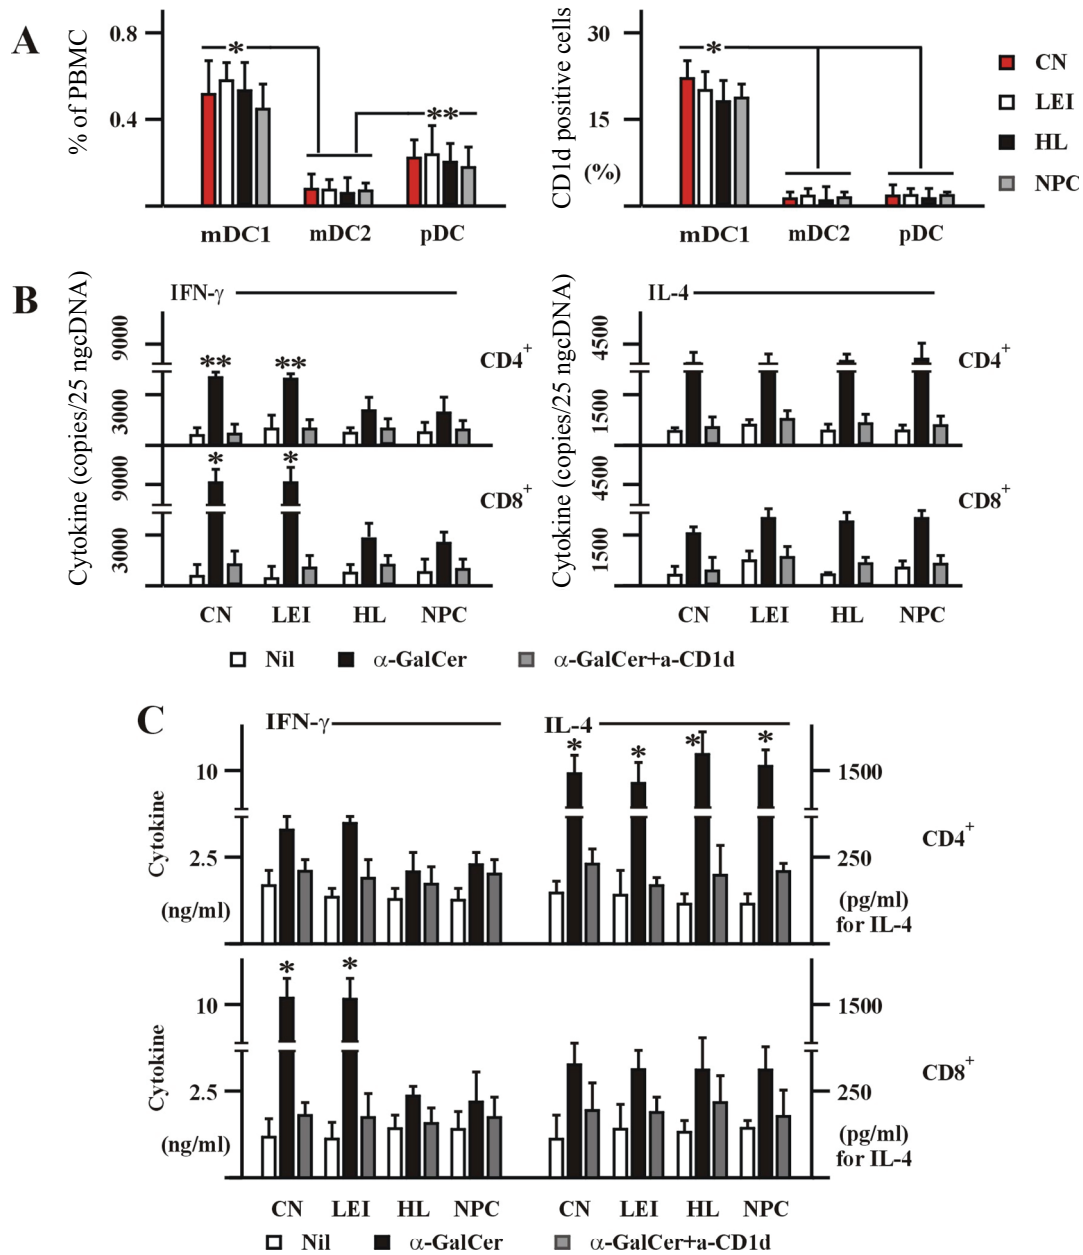 A
% of PBMC
0.8
0.4
*
**
mDC1 mDC2 pDC
CD1d positive cells
(%)
30
15
*
mDC1 mDC2 pDC
CN
LEI
HL
NPC
B
Cytokine (copies/25 ngcDNA)
IFN-γ
9000
3000
** **
CD4+
9000
3000
* *
CD8+
CN LEI HL NPC
Cytokine (copies/25 ngcDNA)
IL-4
4500
1500
CD4+
4500
1500
CD8+
CN LEI HL NPC
Nil α-GalCer α-GalCer+a-CD1d
C
IFN-γ IL-4
* * * *
10 1500
Cytokine
2.5 250
CD4+
(ng/ml) (pg/ml)
for IL-4
* *
10 1500
Cytokine
2.5 250
CD8+
(ng/ml) (pg/ml)
for IL-4
CN LEI HL NPC CN LEI HL NPC
Nil α-GalCer α-GalCer+a-CD1d